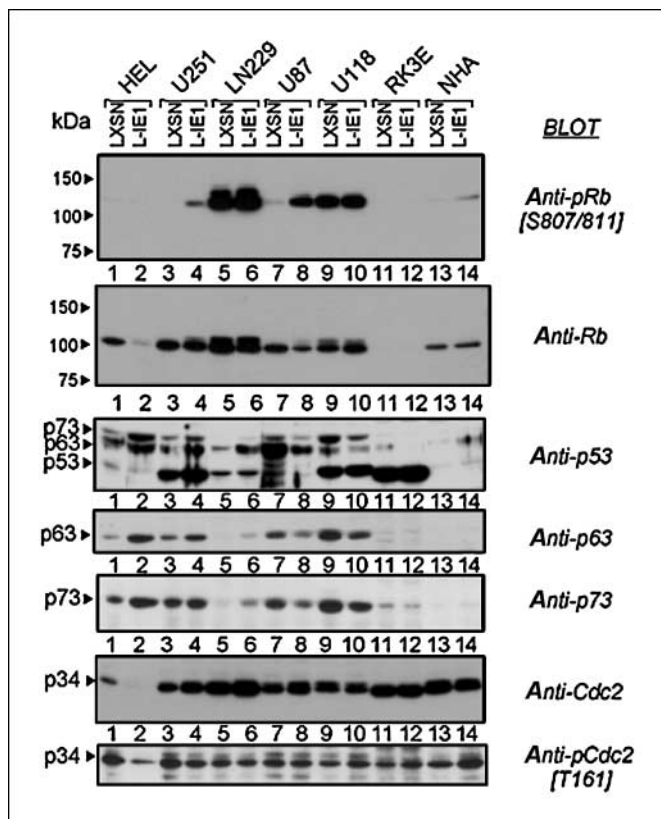 HEL U251 LN229 U87 U118 RK3E NHA
kDa LXSN L-IE1 LXSN L-IE1 LXSN L-IE1 LXSN L-IE1 LXSN L-IE1 LXSN L-IE1 LXSN L-IE1 BLOT
150
100 Anti-pRb
[S807/811]
75
1 2 3 4 5 6 7 8 9 10 11 12 13 14
150
100 Anti-Rb
75
1 2 3 4 5 6 7 8 9 10 11 12 13 14
p73
p63
p53 Anti-p53
1 2 3 4 5 6 7 8 9 10 11 12 13 14
p63 Anti-p63
1 2 3 4 5 6 7 8 9 10 11 12 13 14
p73 Anti-p73
1 2 3 4 5 6 7 8 9 10 11 12 13 14
p34 Anti-Cdc2
1 2 3 4 5 6 7 8 9 10 11 12 13 14
p34 Anti-pCdc2
[T161]